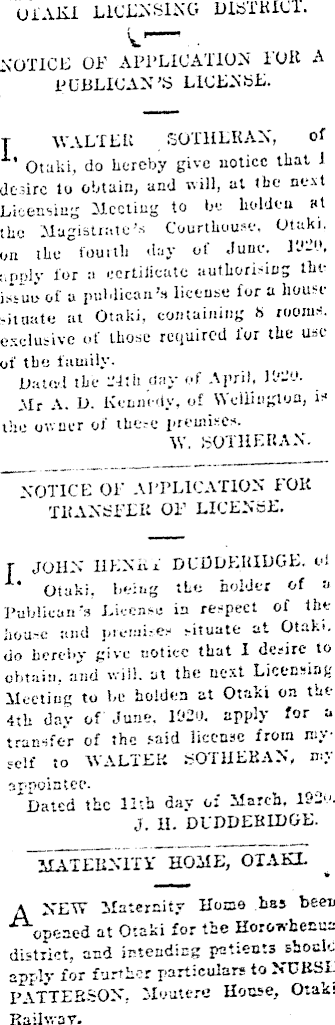 OTAKI LICENSING DISTRICT.
NOTICE OF APPLICATION FOR A
PUBLICAN'S LICENSE.
I, WALTER SOTHERAN, of
Otaki, do hereby give notice that I
desire to obtain, and will, at the next
Licensing Meeting to be holden at
the Magistrate's Courthouse, Otaki,
on the fourth day of June, 1920,
apply for a certificate authorising the
issue of a publican's license for a house
situate at Otaki, containing 8 rooms,
exclusive of those required for the use
of the family.
Dated the 24th day of April, 1920.
Mr A. D. Kennedy, of Wellington, is
the owner of these premises.
W. SOTHERAN.
NOTICE OF APPLICATION FOR
TRANSFER OF LICENSE.
I, JOHN HENRY DUDDERIDGE, of
Otaki, being the holder of a
Publican's License in respect of the
house and premises situate at Otaki,
do hereby give notice that I desire to
obtain, and will, at the next Licensing
Meeting to be holden at Otaki on the
4th day of June, 1920, apply for a
transfer of the said license from my-
self to WALTER SOTHERAN, my
appointee.
Dated the 11th day of March, 1920.
J. H. DUDDERIDGE.
MATERNITY HOME, OTAKI.
A NEW Maternity Home has been
opened at Otaki for the Horowhenua
district, and intending patients should
apply for further particulars to NURSE
PATTERSON, Moutere House, Otaki
Railway.